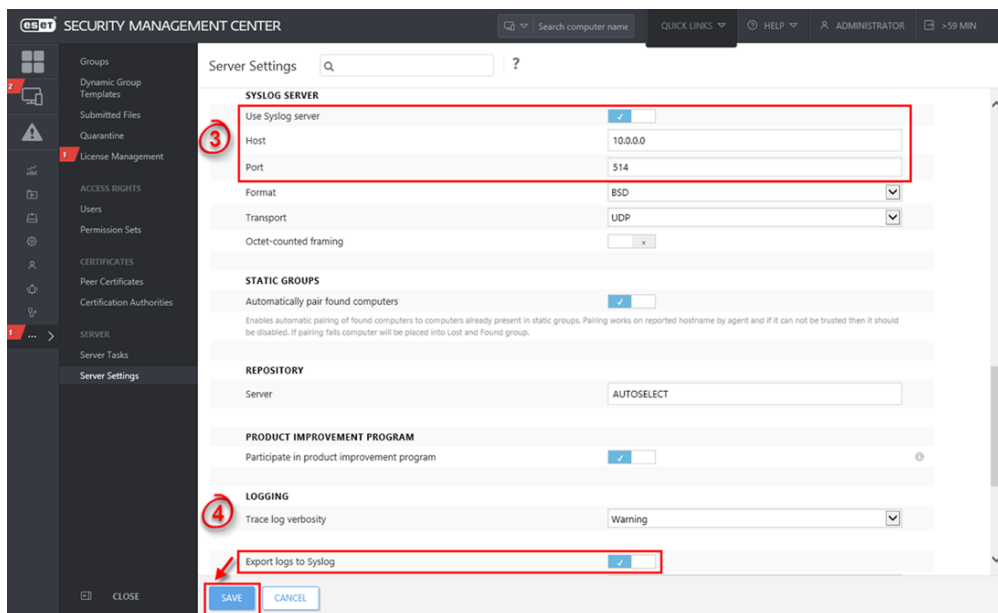 eset SECURITY MANAGEMENT CENTER
Search computer name
QUICK LINKS
HELP
ADMINISTRATOR
>59 MIN
Groups
Dynamic Group
Templates
Submitted Files
Quarantine
License Management
ACCESS RIGHTS
Users
Permission Sets
CERTIFICATES
Peer Certificates
Certification Authorities
SERVER
Server Tasks
Server Settings
CLOSE
2
1
Server Settings
?
SYSLOG SERVER
3
Use Syslog server
Host 10.0.0.0
Port 514
Format BSD
Transport UDP
Octet-counted framing
STATIC GROUPS
Automatically pair found computers
Enables automatic pairing of found computers to computers already present in static groups. Pairing works on reported hostname by agent and if it can not be trusted then it should
be disabled. If pairing fails computer will be placed into Lost and Found group.
REPOSITORY
Server AUTOSELECT
PRODUCT IMPROVEMENT PROGRAM
Participate in product improvement program
LOGGING
4
Trace log verbosity Warning
Export logs to Syslog
SAVE
CANCEL